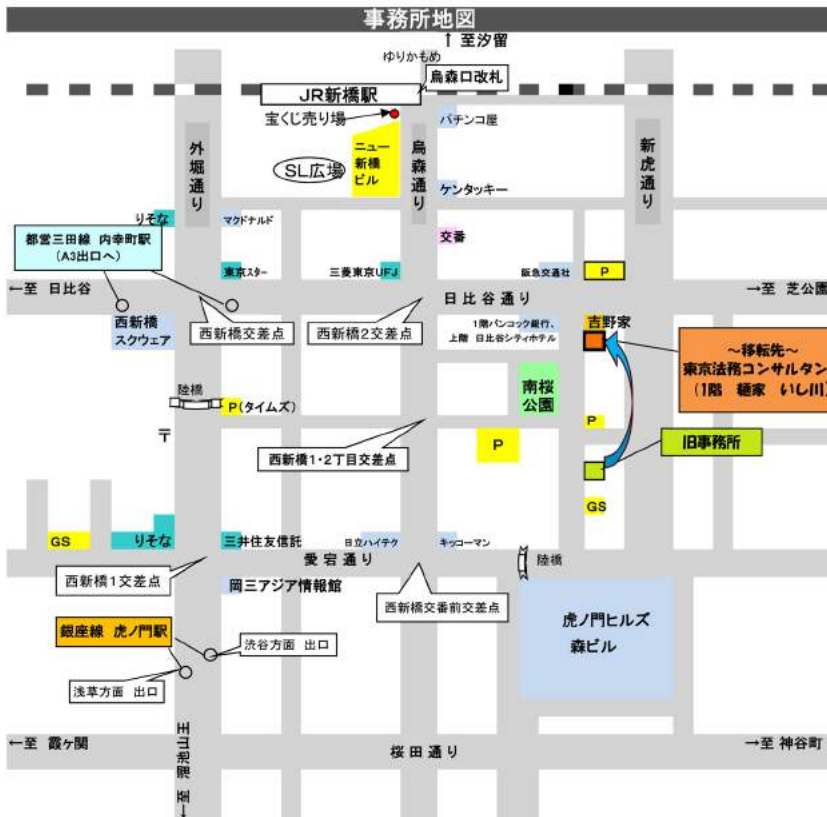 事務所地図
↑ 至汐留
ゆりかもめ
烏森口改札
JR新橋駅
宝くじ売り場
パチンコ屋
外堀通り
SL広場
ニュー
新橋
ビル
烏森通り
新虎通り
ケンタッキー
りそな
マクドナルド
交番
都営三田線 内幸町駅
(A3出口へ)
東京スター
三菱東京UFJ
阪急交通社
P
←至 日比谷
日比谷通り
→至 芝公園
西新橋
スクウェア
西新橋交差点
西新橋2交差点
1階バンコック銀行、
上階 日比谷シティホテル
吉野家
～移転先～
東京法務コンサルタン
(1階 麺家 いし川)
陸橋
P(タイムズ)
南桜
公園
P
〒
西新橋1・2丁目交差点
P
旧事務所
GS
GS
りそな
三井住友信託
日立ハイテク
キッコーマン
愛宕通り
陸橋
西新橋1交差点
岡三アジア情報館
西新橋交番前交差点
虎ノ門ヒルズ
森ビル
銀座線 虎ノ門駅
渋谷方面 出口
浅草方面 出口
←至 霞ヶ関
桜田通り
→至 神谷町
←至 溜池山王